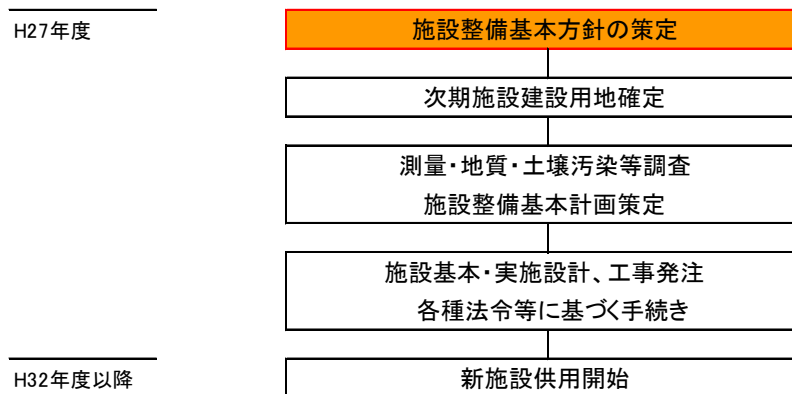 H27年度
施設整備基本方針の策定
次期施設建設用地確定
測量・地質・土壌汚染等調査
施設整備基本計画策定
施設基本・実施設計、工事発注
各種法令等に基づく手続き
H32年度以降
新施設供用開始